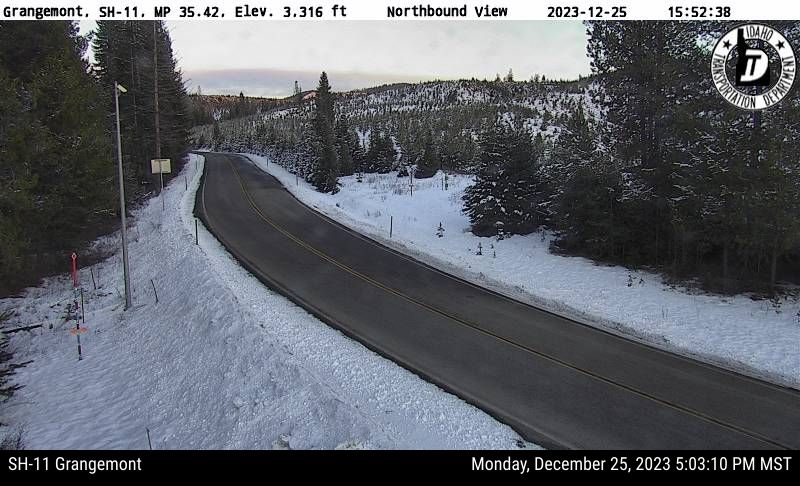 Grangemont, SH-11, MP 35.42, Elev. 3,316 ft Northbound View 2023-12-25 15:52:38
IDAHO
TRANSPORTATION DEPARTMENT
SH-11 Grangemont Monday, December 25, 2023 5:03:10 PM MST